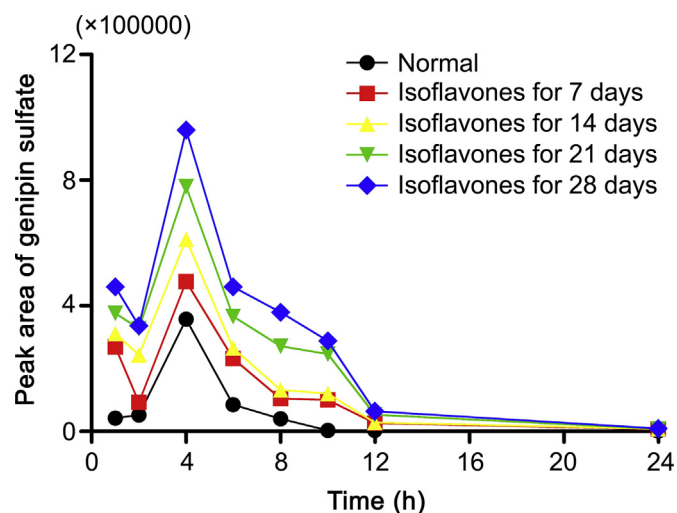 (×100000)
12
8
4
0
Peak area of genipin sulfate
Normal
Isoflavones for 7 days
Isoflavones for 14 days
Isoflavones for 21 days
Isoflavones for 28 days
0 4 8 12 16 20 24
Time (h)